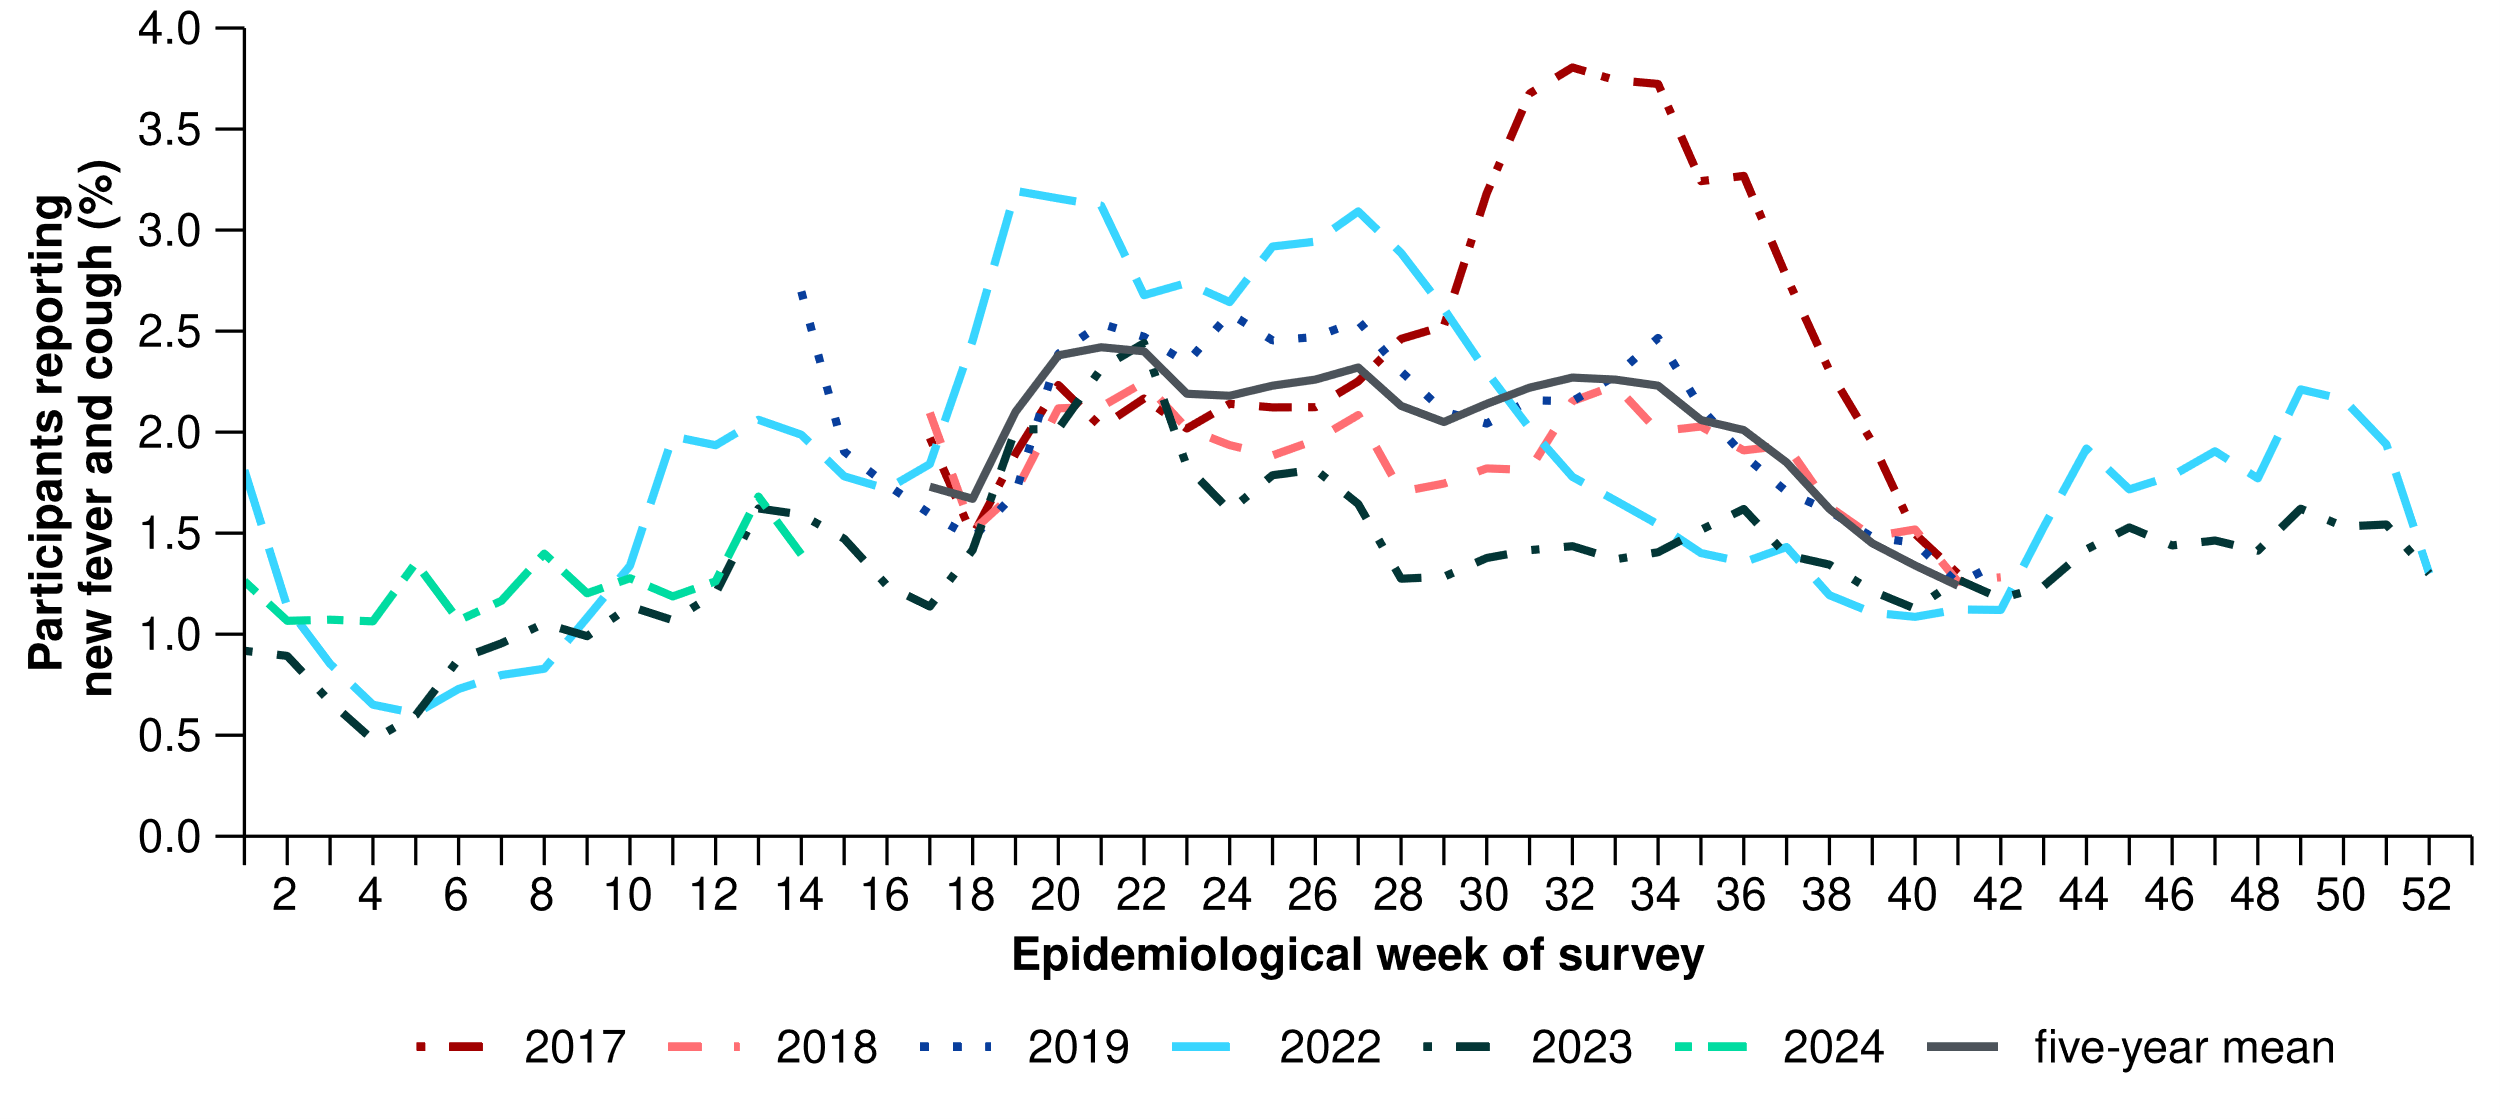 4.0
3.5
3.0
2.5
2.0
1.5
1.0
0.5
0.0
Participants reporting
new fever and cough (%)
2 4 6 8 10 12 14 16 18 20 22 24 26 28 30 32 34 36 38 40 42 44 46 48 50 52
Epidemiological week of survey
2017 2018 2019 2022 2023 2024 five-year mean